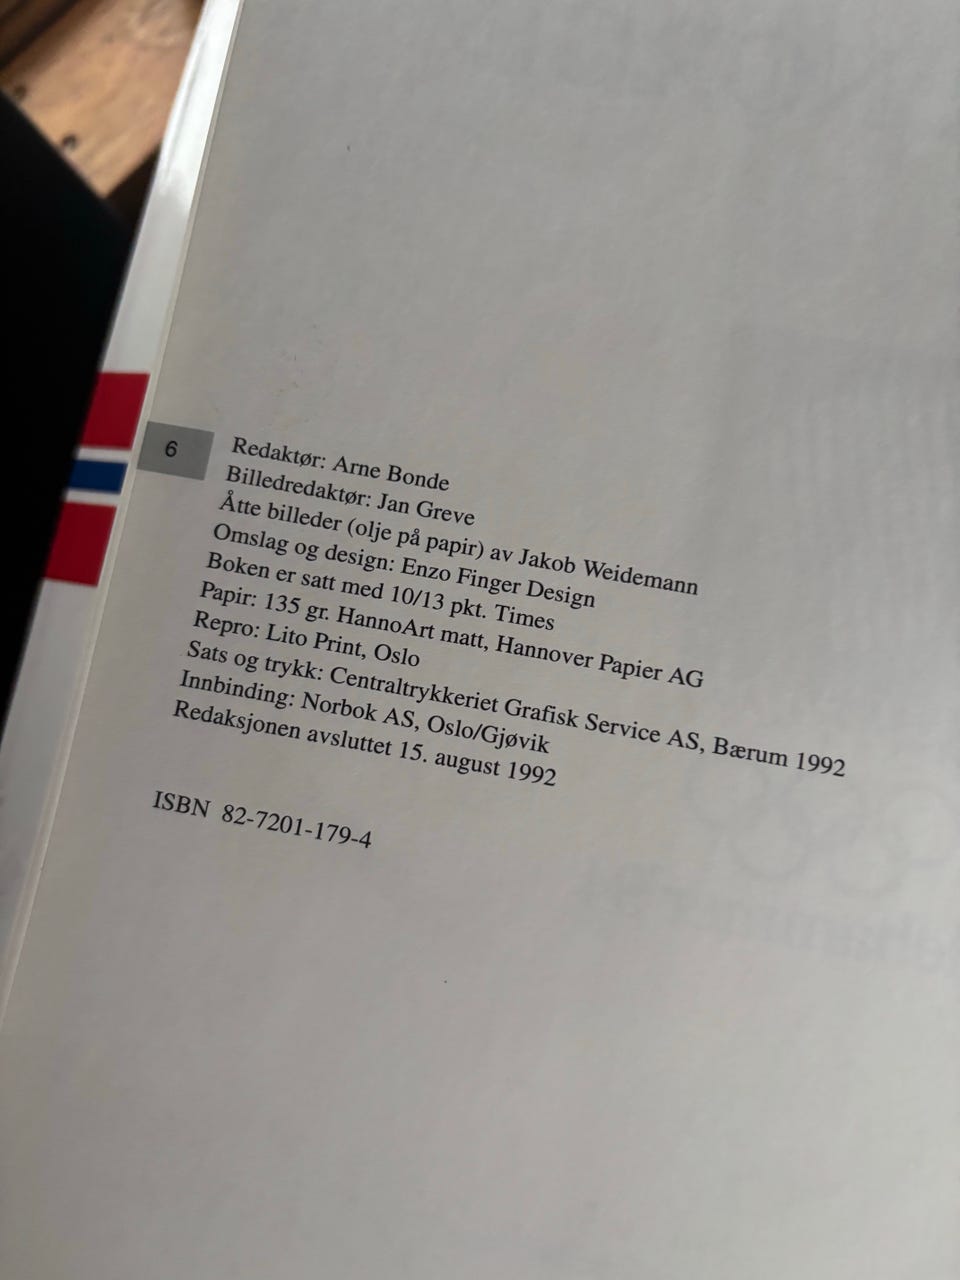 6
Redaktør: Arne Bonde
Billedredaktør: Jan Greve
Åtte billeder (olje på papir) av Jakob Weidemann
Omslag og design: Enzo Finger Design
Boken er satt med 10/13 pkt. Times
Papir: 135 gr. HannoArt matt, Hannover Papier AG
Repro: Lito Print, Oslo
Sats og trykk: Centraltrykkeriet Grafisk Service AS, Bærum 1992
Innbinding: Norbok AS, Oslo/Gjøvik
Redaksjonen avsluttet 15. august 1992
ISBN 82-7201-179-4